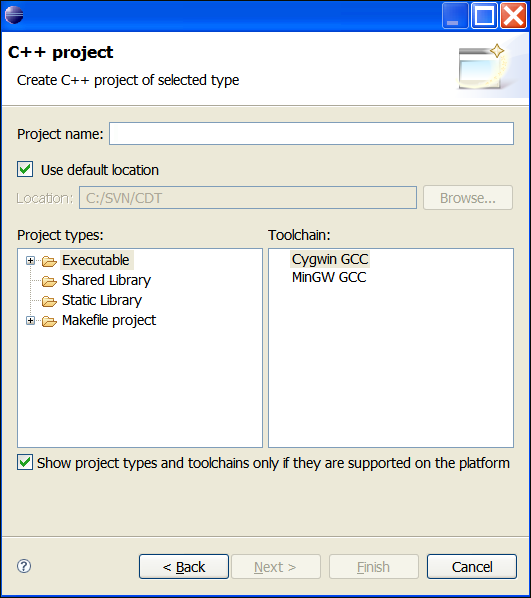 C++ project
Create C++ project of selected type
Project name:
Use default location
Location: C:/SVN/CDT Browse...
Project types: Toolchain:
Executable Cygwin GCC
Shared Library MinGW GCC
Static Library
Makefile project
Show project types and toolchains only if they are supported on the platform
? < Back Next > Finish Cancel